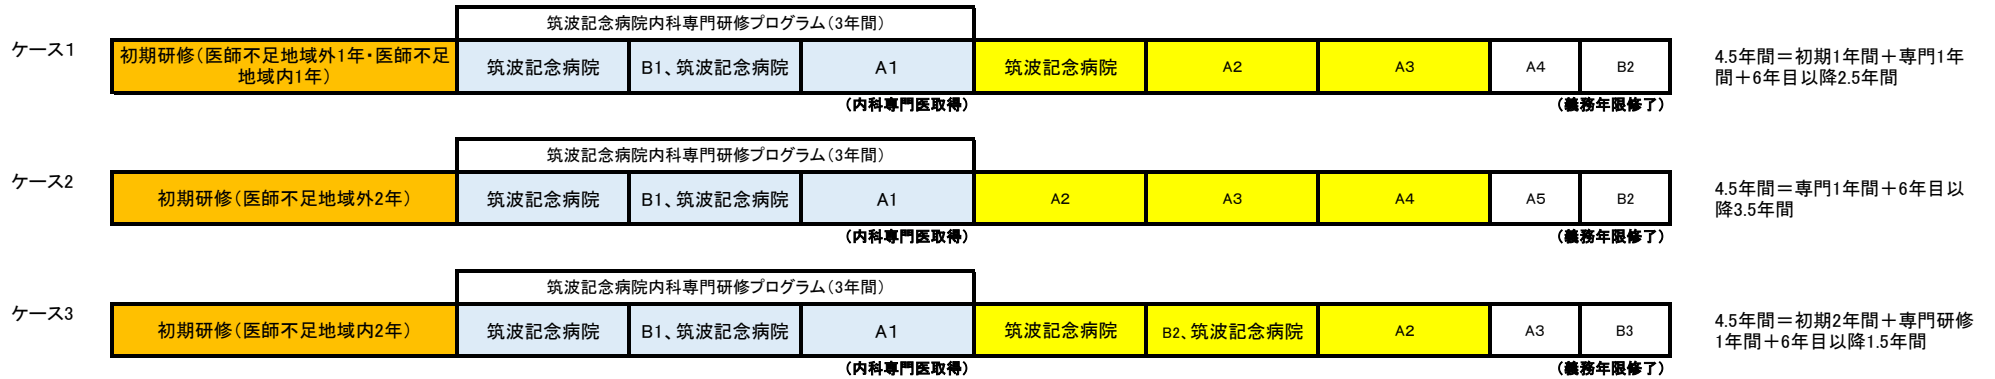 筑波記念病院内科専門研修プログラム(3年間)
ケース1
初期研修(医師不足地域外1年・医師不足
地域内1年)
筑波記念病院
B1、筑波記念病院
A1
筑波記念病院
A2
A3
A4
B2
4.5年間＝初期1年間＋専門1年
間＋6年目以降2.5年間
(内科専門医取得)
(義務年限修了)
筑波記念病院内科専門研修プログラム(3年間)
ケース2
初期研修(医師不足地域外2年)
筑波記念病院
B1、筑波記念病院
A1
A2
A3
A4
A5
B2
4.5年間＝専門1年間＋6年目以
降3.5年間
(内科専門医取得)
(義務年限修了)
筑波記念病院内科専門研修プログラム(3年間)
ケース3
初期研修(医師不足地域内2年)
筑波記念病院
B1、筑波記念病院
A1
筑波記念病院
B2、筑波記念病院
A2
A3
B3
4.5年間＝初期2年間＋専門研修
1年間＋6年目以降1.5年間
(内科専門医取得)
(義務年限修了)